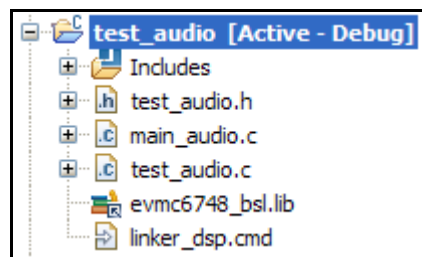 test_audio [Active - Debug]
Includes
.h test_audio.h
.c main_audio.c
.c test_audio.c
evmc6748_bsl.lib
linker_dsp.cmd